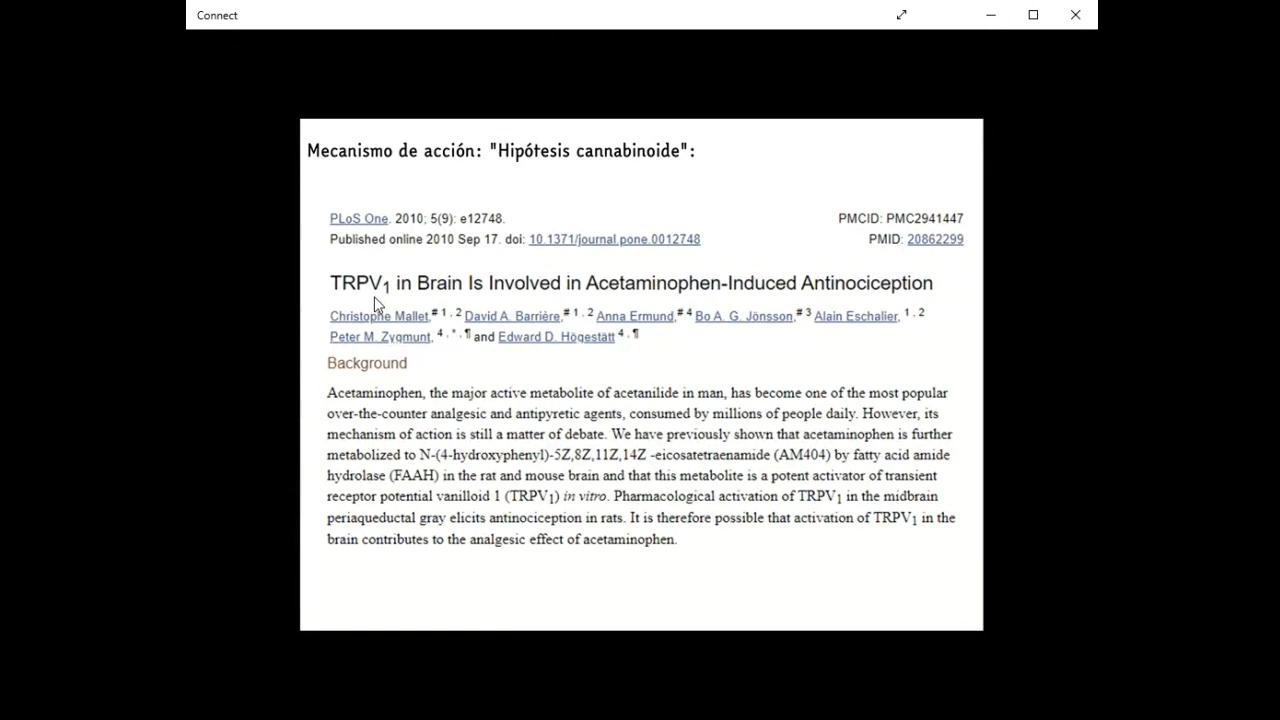 Connect
Mecanismo de acción: "Hipótesis cannabinoide":
PLoS One. 2010; 5(9): e12748.
PMCID: PMC2941447
Published online 2010 Sep 17. doi: 10.1371/journal.pone.0012748
PMID: 20862299
TRPV1 in Brain Is Involved in Acetaminophen-Induced Antinociception
Christophe Mallet,# 1 , 2 David A. Barrière,# 1 , 2 Anna Ermund,# 4 Bo A. G. Jönsson,# 3 Alain Eschalier, 1 , 2
Peter M. Zygmunt, 4 , * , ¶ and Edward D. Högestätt 4 , ¶
Background
Acetaminophen, the major active metabolite of acetanilide in man, has become one of the most popular
over-the-counter analgesic and antipyretic agents, consumed by millions of people daily. However, its
mechanism of action is still a matter of debate. We have previously shown that acetaminophen is further
metabolized to N-(4-hydroxyphenyl)-5Z,8Z,11Z,14Z -eicosatetraenamide (AM404) by fatty acid amide
hydrolase (FAAH) in the rat and mouse brain and that this metabolite is a potent activator of transient
receptor potential vanilloid 1 (TRPV1) in vitro. Pharmacological activation of TRPV1 in the midbrain
periaqueductal gray elicits antinociception in rats. It is therefore possible that activation of TRPV1 in the
brain contributes to the analgesic effect of acetaminophen.